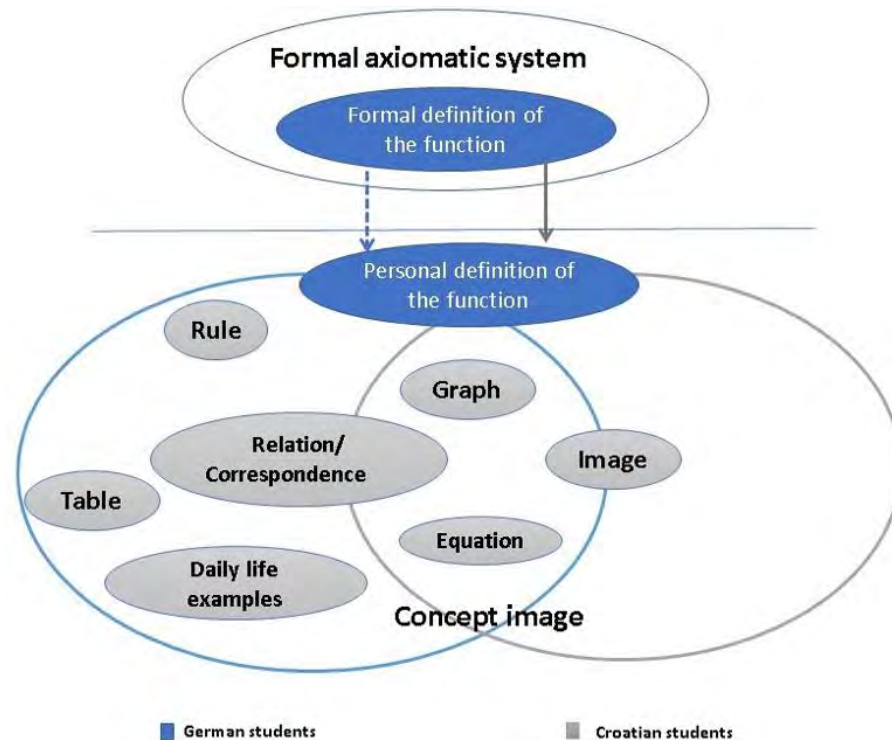 Formal axiomatic system
Formal definition of
the function
Personal definition of
the function
Rule
Graph
Relation/
Correspondence
Image
Table
Equation
Daily life
examples
Concept image
German students
Croatian students